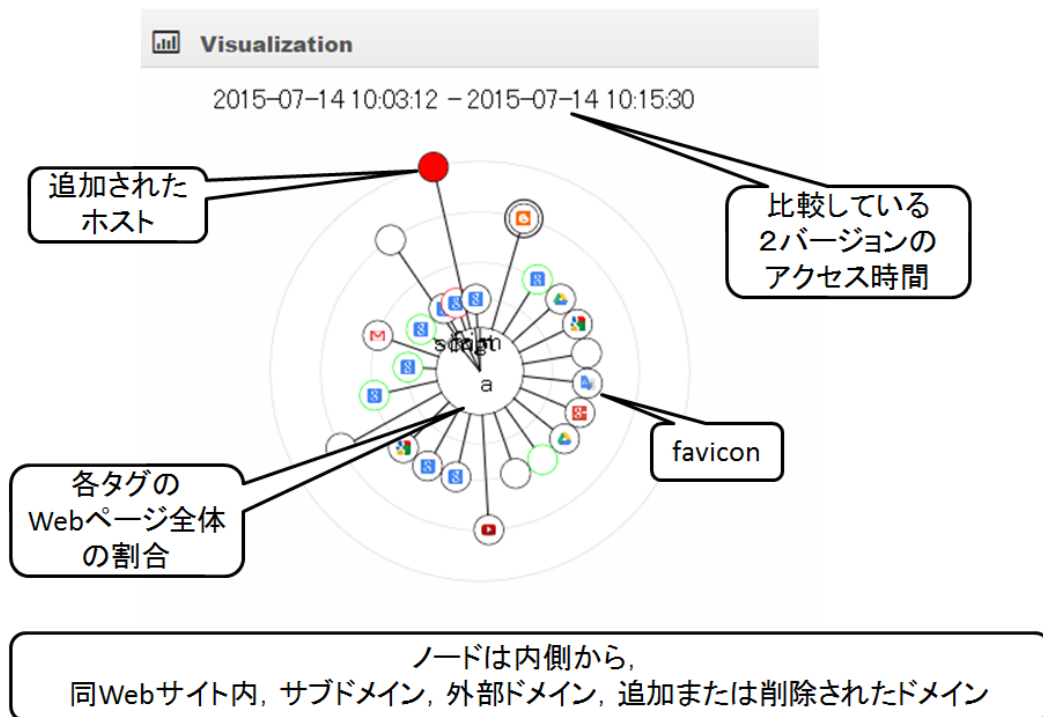 Visualization
2015-07-14 10:03:12 - 2015-07-14 10:15:30
追加された
ホスト
比較している
２バージョンの
アクセス時間
a
favicon
各タグの
Webページ全体
の割合
ノードは内側から,
同Webサイト内, サブドメイン, 外部ドメイン, 追加または削除されたドメイン